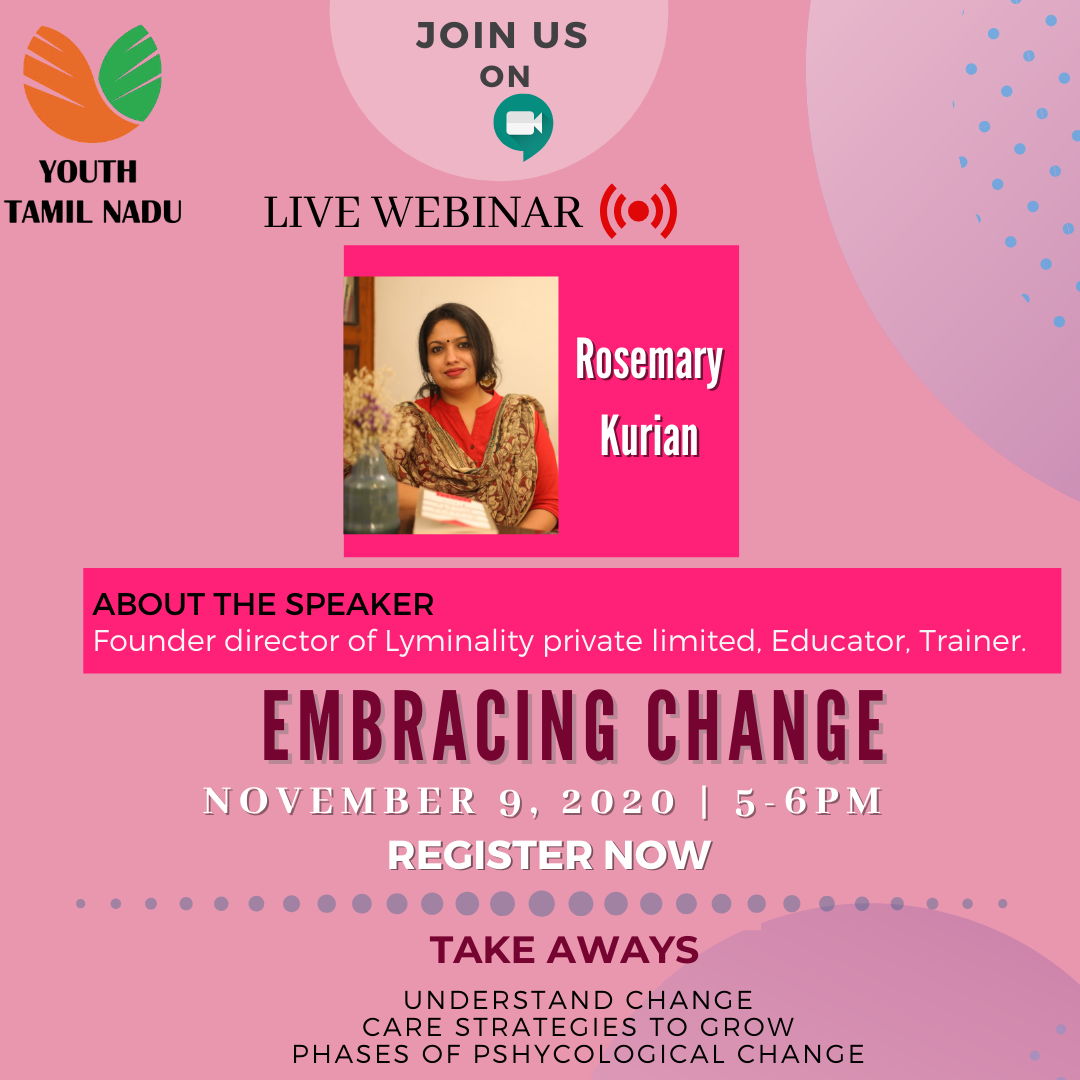 JOIN US
ON
YOUTH
TAMIL NADU
LIVE WEBINAR
Rosemary
Kurian
ABOUT THE SPEAKER
Founder director of Lyminality private limited, Educator, Trainer.
EMBRACING CHANGE
NOVEMBER 9, 2020 | 5-6PM
REGISTER NOW
TAKE AWAYS
UNDERSTAND CHANGE
CARE STRATEGIES TO GROW
PHASES OF PSHYCOLOGICAL CHANGE